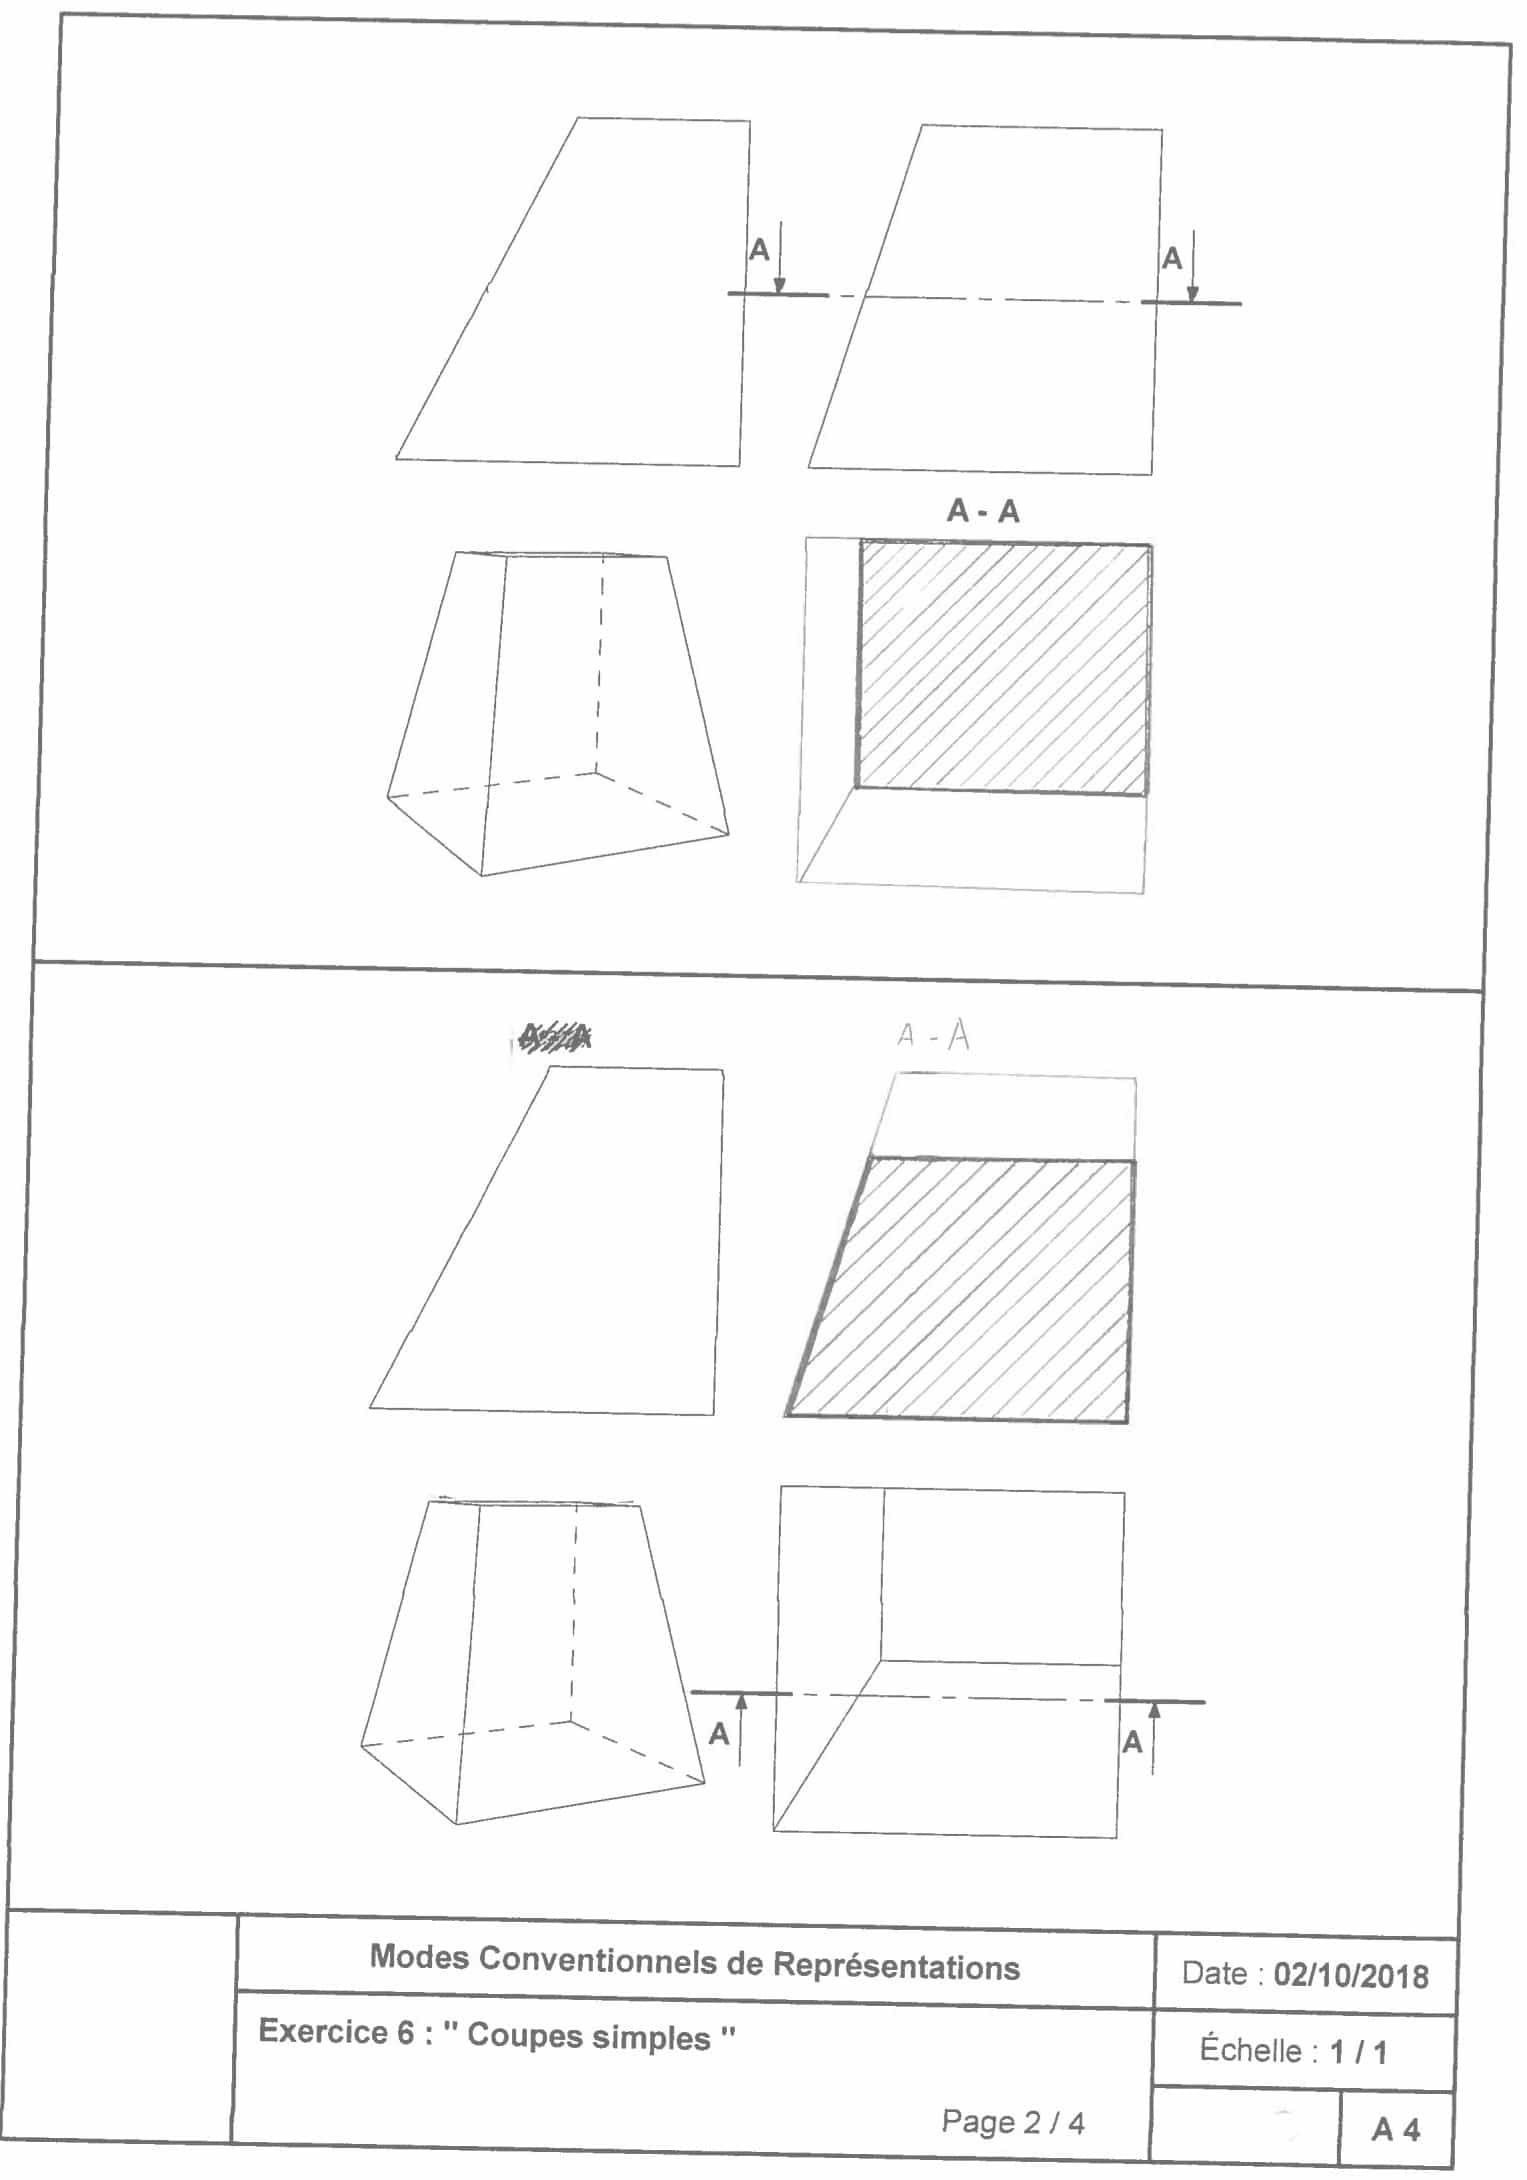 A
A
A - A
A - A
A
A
Modes Conventionnels de Représentations
Date : 02/10/2018
Exercice 6 : " Coupes simples "
Échelle : 1 / 1
Page 2 / 4
A 4